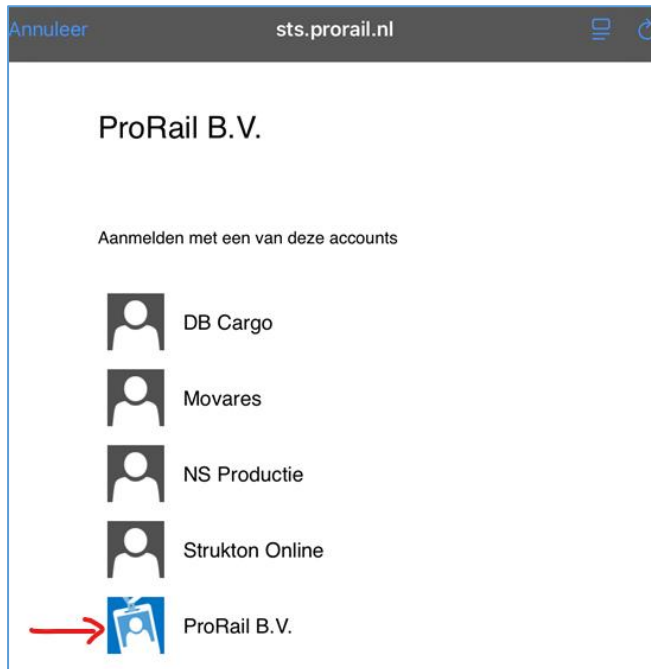 Annuleer sts.prorail.nl
ProRail B.V.
Aanmelden met een van deze accounts
DB Cargo
Movares
NS Productie
Strukton Online
ProRail B.V.